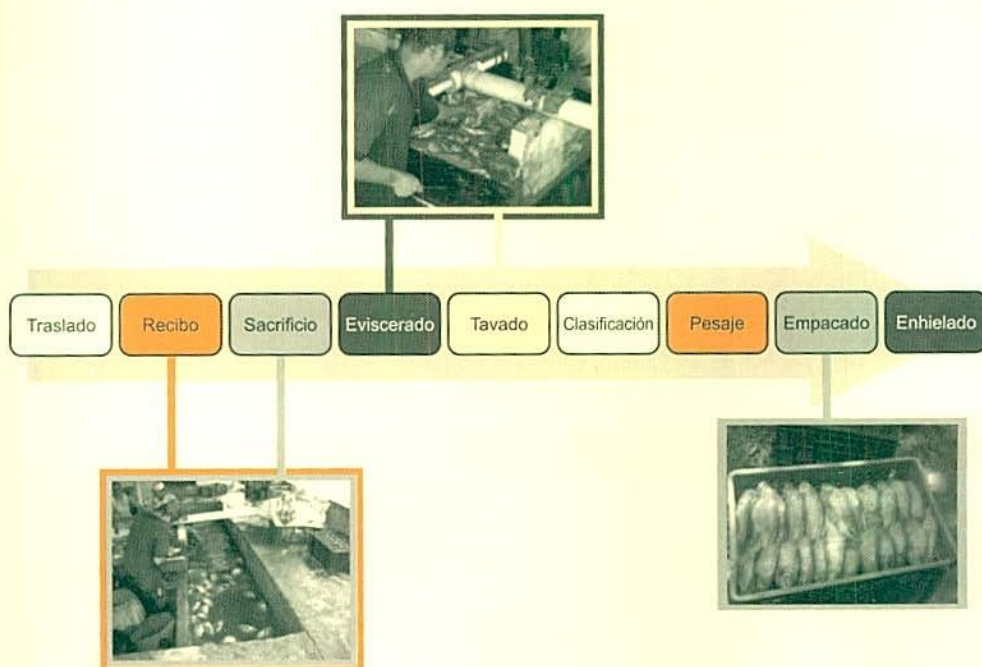 Traslado
Recibo
Sacrificio
Eviscerado
Tavado
Clasificación
Pesaje
Empacado
Enhielado